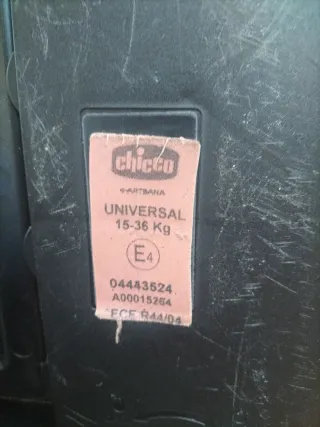 chicco
ARTSANA
UNIVERSAL
15-36 Kg
E4
04443524
A00015264
ECE R44/04